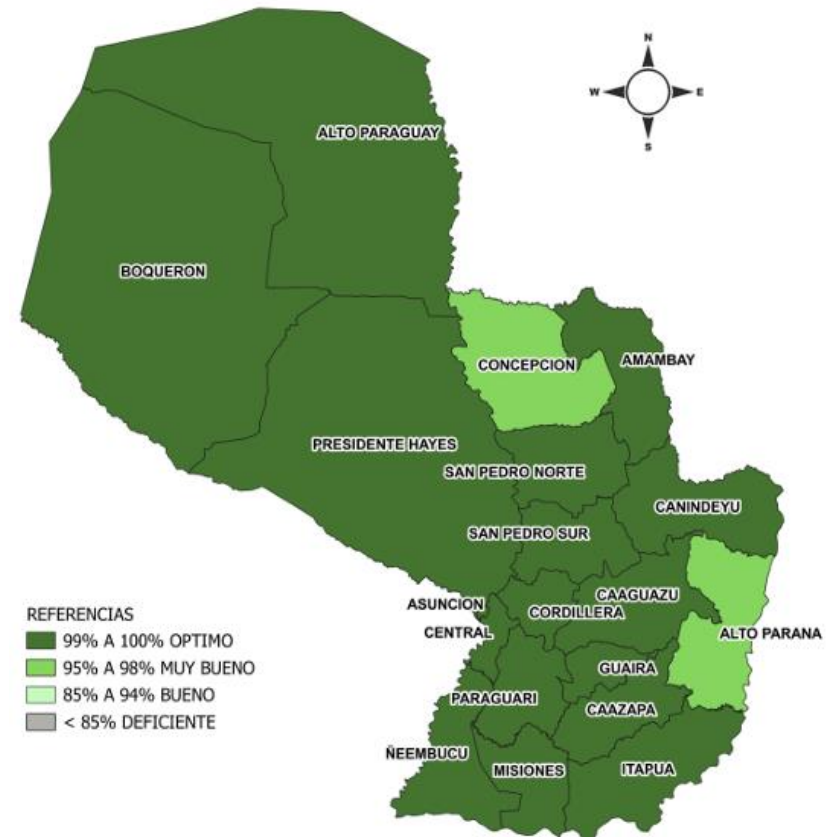 N
W E
S
ALTO PARAGUAY
BOQUERON
CONCEPCION
AMAMBAY
PRESIDENTE HAYES
SAN PEDRO NORTE
CANINDEYU
SAN PEDRO SUR
CAAGUAZU
ASUNCION
CORDILLERA
CENTRAL
ALTO PARANA
GUAIRA
PARAGUARI
CAAZAPA
ÑEEMBUCU
MISIONES
ITAPUA
REFERENCIAS
99% A 100% OPTIMO
95% A 98% MUY BUENO
85% A 94% BUENO
< 85% DEFICIENTE